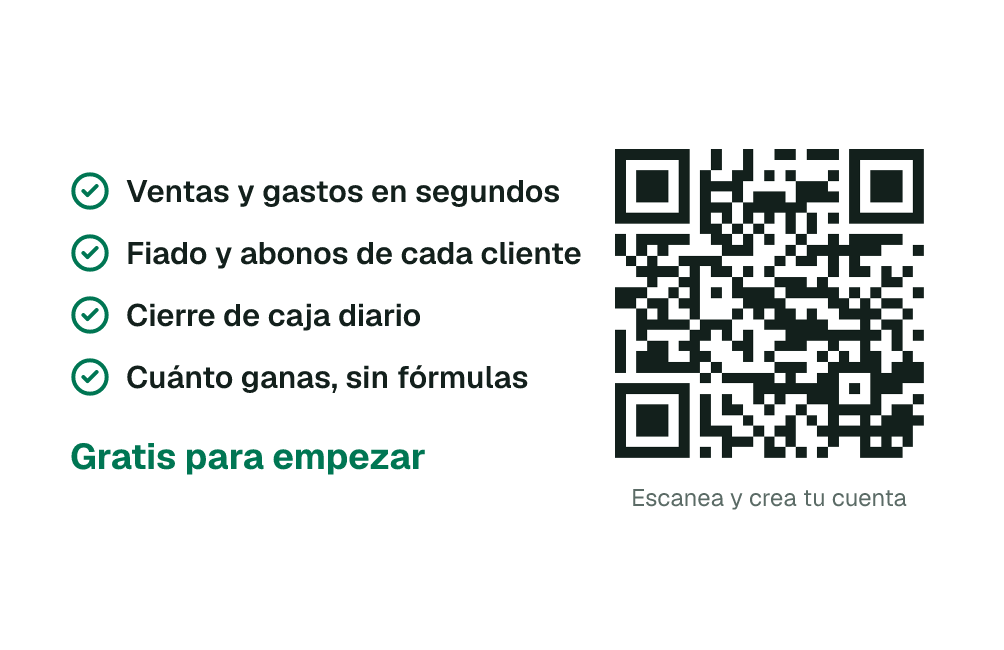 Ventas y gastos en segundos
Fiado y abonos de cada cliente
Cierre de caja diario
Cuánto ganas, sin fórmulas
Gratis para empezar
Escanea y crea tu cuenta